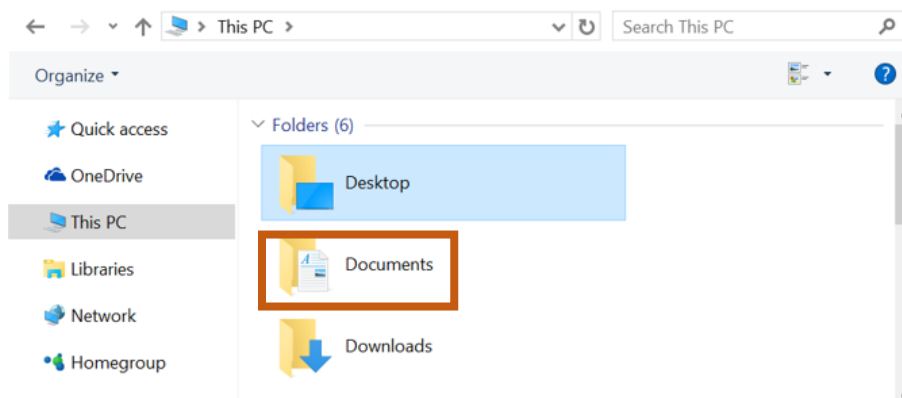 This PC
Search This PC
Organize
?
Quick access
OneDrive
This PC
Libraries
Network
Homegroup
Folders (6)
Desktop
A
Documents
Downloads